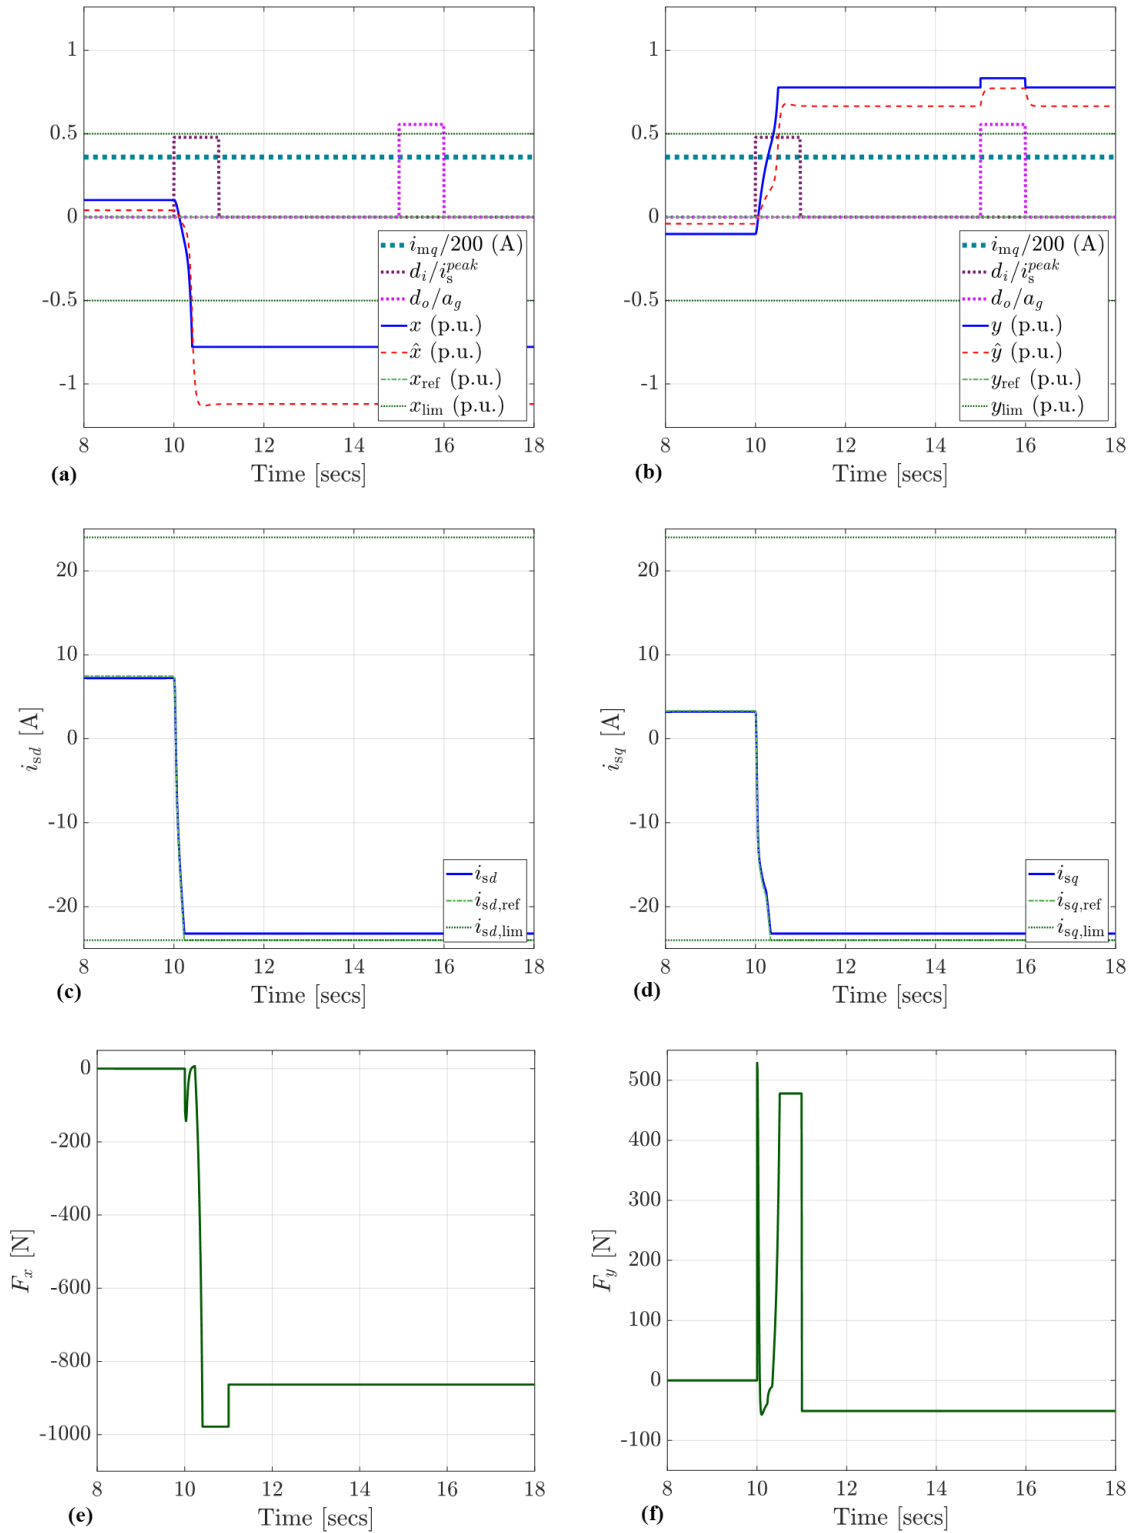 1
0.5
0
-0.5
-1
8 10 12 14 16 18
Time [secs]
i_mq/200 (A)
d_i/i_s^peak
d_o/a_g
x (p.u.)
x̂ (p.u.)
x_ref (p.u.)
x_lim (p.u.)
(a)
1
0.5
0
-0.5
-1
8 10 12 14 16 18
Time [secs]
i_mq/200 (A)
d_i/i_s^peak
d_o/a_g
y (p.u.)
ŷ (p.u.)
y_ref (p.u.)
y_lim (p.u.)
(b)
20
10
0
-10
-20
i_sd [A]
8 10 12 14 16 18
Time [secs]
i_sd
i_sd,ref
i_sd,lim
(c)
20
10
0
-10
-20
i_sq [A]
8 10 12 14 16 18
Time [secs]
i_sq
i_sq,ref
i_sq,lim
(d)
0
-200
-400
-600
-800
-1000
F_x [N]
8 10 12 14 16 18
Time [secs]
(e)
500
400
300
200
100
0
-100
F_y [N]
8 10 12 14 16 18
Time [secs]
(f)